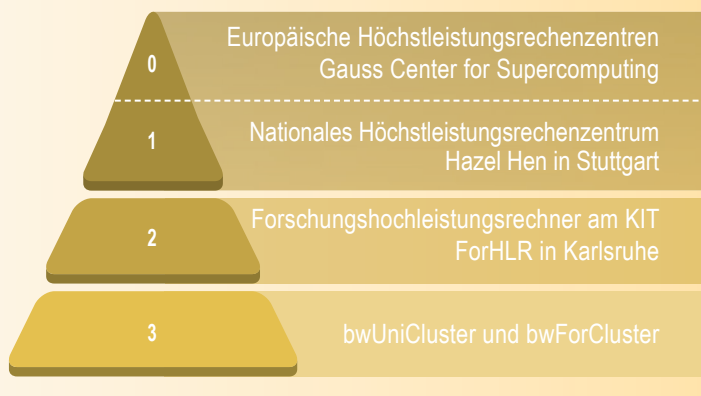 0
Europäische Höchstleistungsrechenzentren
Gauss Center for Supercomputing
1
Nationales Höchstleistungsrechenzentrum
Hazel Hen in Stuttgart
2
Forschungshochleistungsrechner am KIT
ForHLR in Karlsruhe
3
bwUniCluster und bwForCluster